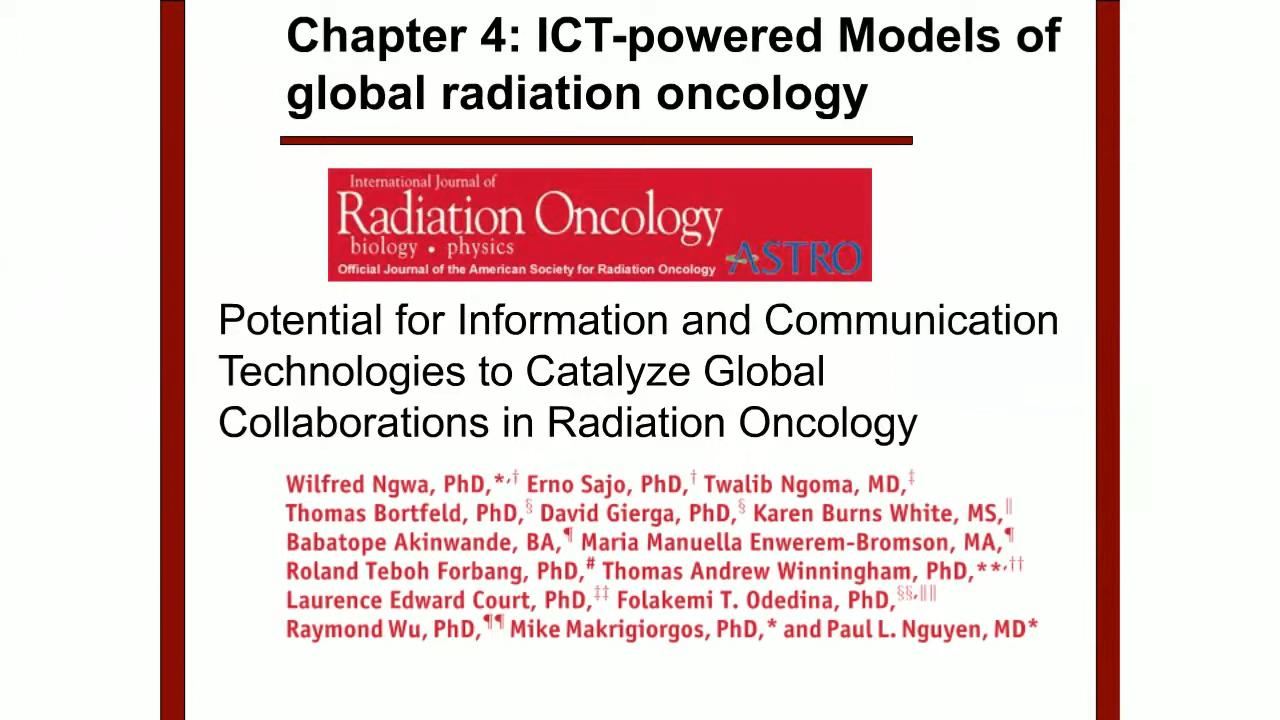 Chapter 4: ICT-powered Models of
global radiation oncology
International Journal of
Radiation Oncology
biology • physics
Official Journal of the American Society for Radiation Oncology
ASTRO
Potential for Information and Communication
Technologies to Catalyze Global
Collaborations in Radiation Oncology
Wilfred Ngwa, PhD,*,† Erno Sajo, PhD,† Twalib Ngoma, MD,‡
Thomas Bortfeld, PhD,§ David Gierga, PhD,§ Karen Burns White, MS,‖
Babatope Akinwande, BA,¶ Maria Manuella Enwerem-Bromson, MA,¶
Roland Teboh Forbang, PhD,# Thomas Andrew Winningham, PhD,**,††
Laurence Edward Court, PhD,‡‡ Folakemi T. Odedina, PhD,§§,‖‖
Raymond Wu, PhD,¶¶ Mike Makrigiorgos, PhD,* and Paul L. Nguyen, MD*